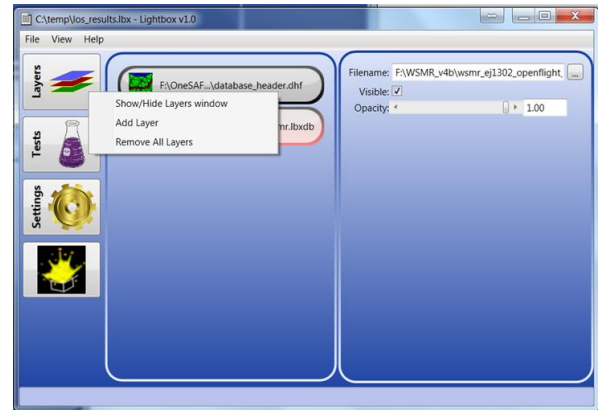 C:\temp\los_results.lbx - Lightbox v1.0
File View Help
Layers
F:\OneSAF...\database_header.dhf
Show/Hide Layers window
Add Layer
Remove All Layers
mr.lbxdb
Tests
Settings
Filename: F:\WSMR_v4b\wsmr_ej1302_openflight_ ...
Visible:
Opacity: 1.00